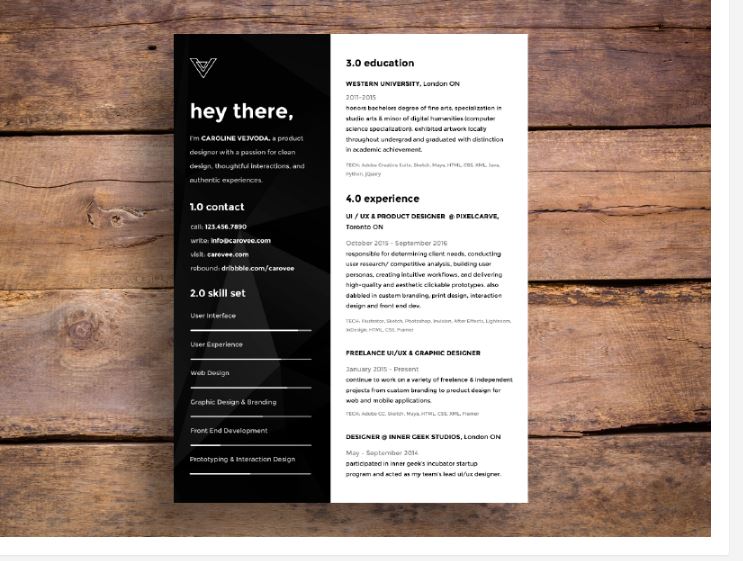 hey there,
I'm CAROLINE VEJVODA, a product
designer with a passion for clean
design, thoughtful interactions, and
authentic experiences.
1.0 contact
call: 123.456.7890
write: info@carovee.com
visit: carovee.com
rebound: dribbble.com/carovee
2.0 skill set
User Interface
User Experience
Web Design
Graphic Design & Branding
Front End Development
Prototyping & Interaction Design
3.0 education
WESTERN UNIVERSITY, London ON
2011-2015
honors bachelors degree of fine arts, specialization in
studio arts & minor of digital humanities (computer
science specialization). exhibited artwork locally
throughout undergrad and graduated with distinction
in academic achievement.
TECH: Adobe Creative Suite, Sketch, Maya, HTML, CSS, XML, Java,
Python, jQuery
4.0 experience
UI / UX & PRODUCT DESIGNER @ PIXELCARVE,
Toronto ON
October 2015 - September 2016
responsible for determining client needs, conducting
user research/ competitive analysis, building user
personas, creating intuitive workflows, and delivering
high-quality and aesthetic clickable prototypes. also
dabbled in custom branding, print design, interaction
design and front end dev.
TECH: Illustrator, Sketch, Photoshop, Invision, After Effects, Lightroom,
InDesign, HTML, CSS, Framer
FREELANCE UI/UX & GRAPHIC DESIGNER
January 2015 - Present
continue to work on a variety of freelance & independent
projects from custom branding to product design for
web and mobile applications.
TECH: Adobe CC, Sketch, Maya, HTML, CSS, XML, Framer
DESIGNER @ INNER GEEK STUDIOS, London ON
May - September 2014
participated in inner geek's incubator startup
program and acted as my team's lead ui/ux designer.